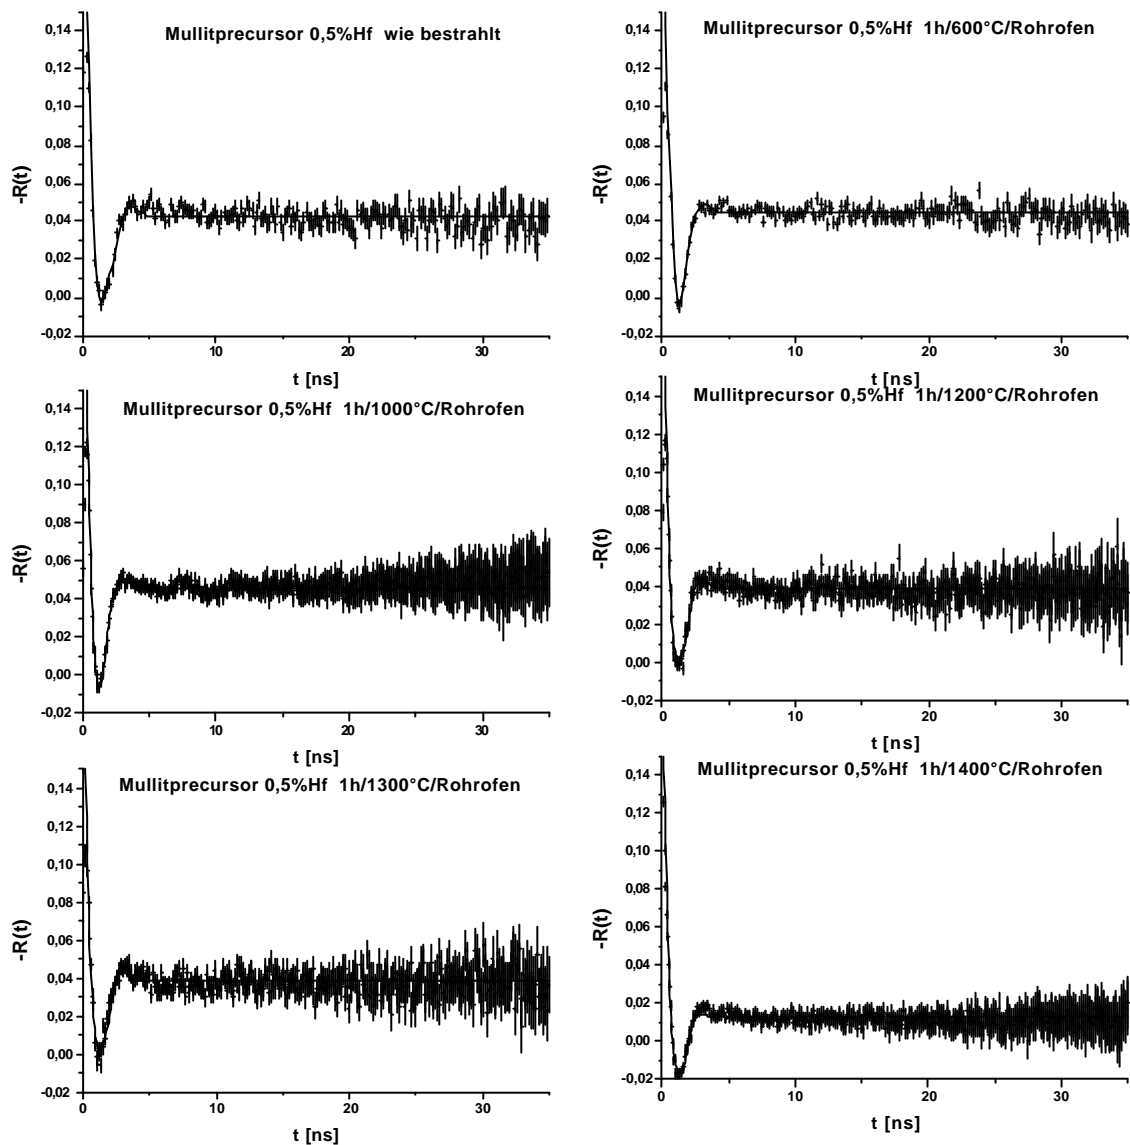 Mullitprecursor 0,5%Hf wie bestrahlt
0,14
0,12
0,10
0,08
0,06
0,04
0,02
0,00
-0,02
-R(t)
0 10 20 30
t [ns]
Mullitprecursor 0,5%Hf 1h/600°C/Rohrofen
0,14
0,12
0,10
0,08
0,06
0,04
0,02
0,00
-0,02
-R(t)
0 10 20 30
t [ns]
Mullitprecursor 0,5%Hf 1h/1000°C/Rohrofen
0,14
0,12
0,10
0,08
0,06
0,04
0,02
0,00
-0,02
-R(t)
0 10 20 30
t [ns]
Mullitprecursor 0,5%Hf 1h/1200°C/Rohrofen
0,14
0,12
0,10
0,08
0,06
0,04
0,02
0,00
-0,02
-R(t)
0 10 20 30
t [ns]
Mullitprecursor 0,5%Hf 1h/1300°C/Rohrofen
0,14
0,12
0,10
0,08
0,06
0,04
0,02
0,00
-0,02
-R(t)
0 10 20 30
t [ns]
Mullitprecursor 0,5%Hf 1h/1400°C/Rohrofen
0,14
0,12
0,10
0,08
0,06
0,04
0,02
0,00
-0,02
-R(t)
0 10 20 30
t [ns]